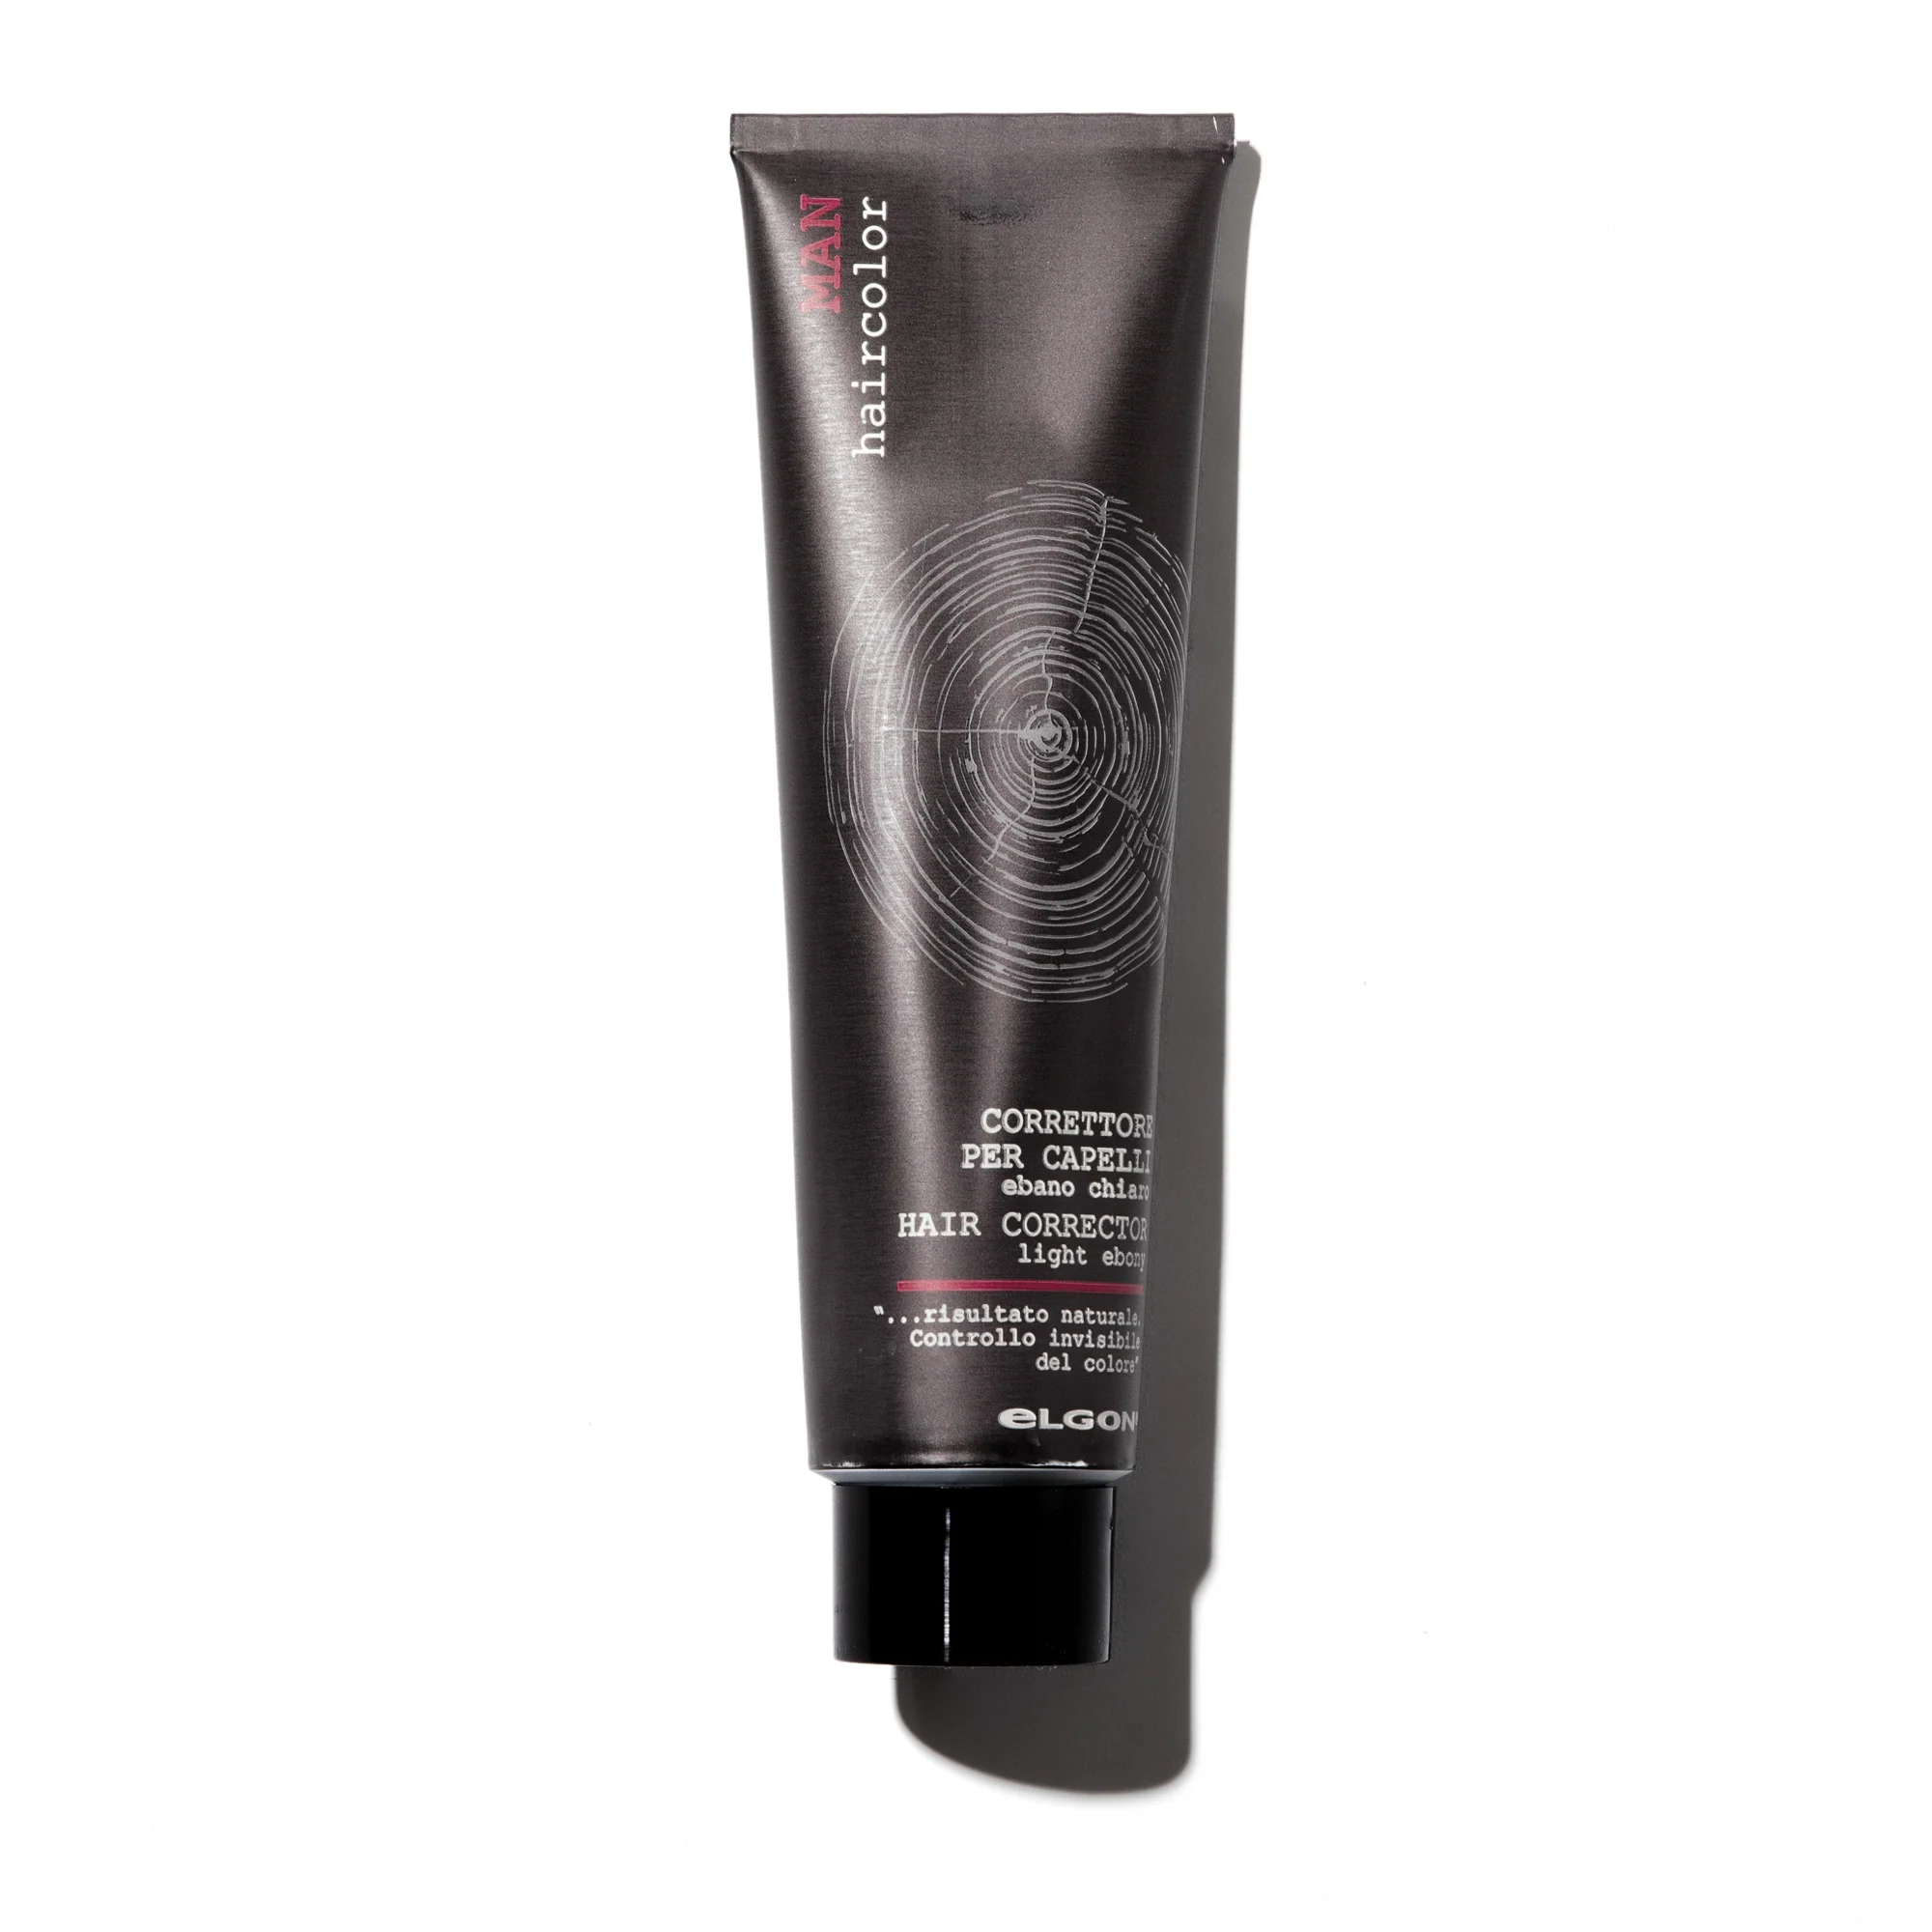 MAN
haircolor
CORRETTORE
PER CAPELLI
ebano chiaro
HAIR CORRECTOR
light ebony
"...risultato naturale.
Controllo invisibile
del colore"
eLGON